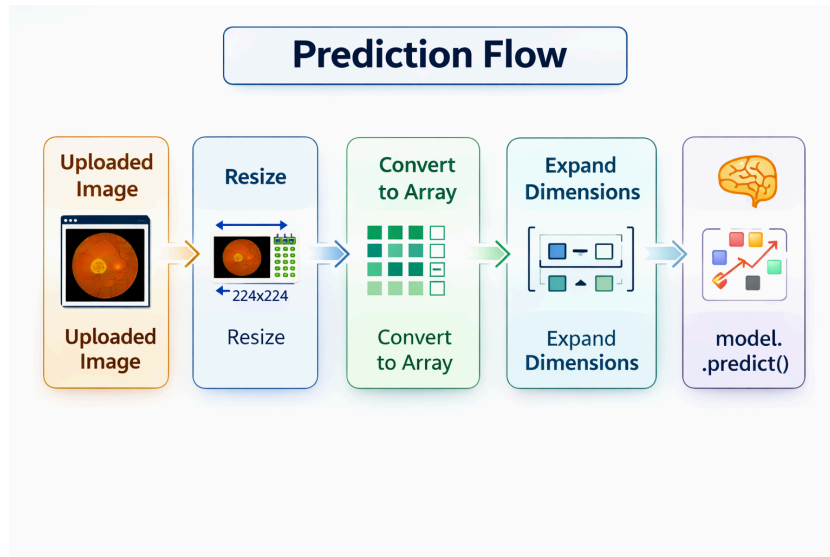 Prediction Flow
Uploaded
Image
Uploaded
Image
Resize
224x224
Resize
Convert
to Array
Convert
to Array
Expand
Dimensions
Expand
Dimensions
model.
.predict()